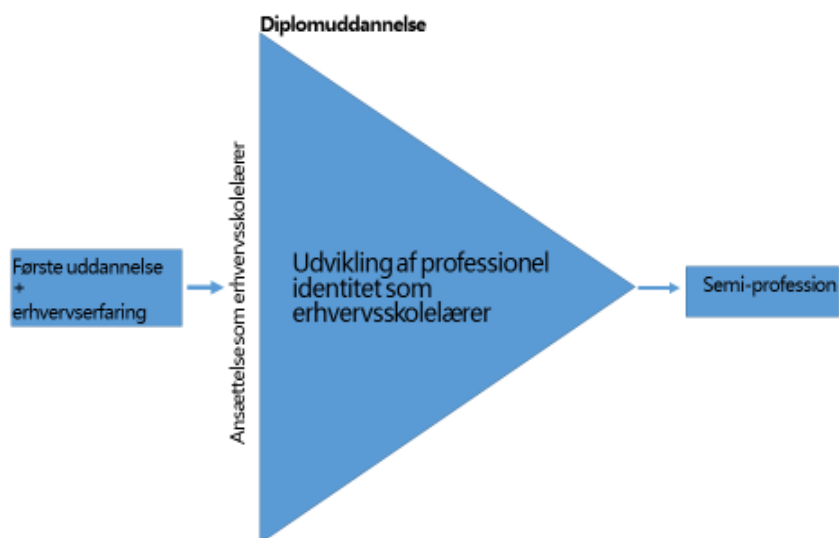 Diplomuddannelse
Første uddannelse
+
erhvervserfaring
Ansættelse som erhvervsskolelærer
Udvikling af professionel
identitet som
erhvervsskolelærer
Semi-profession